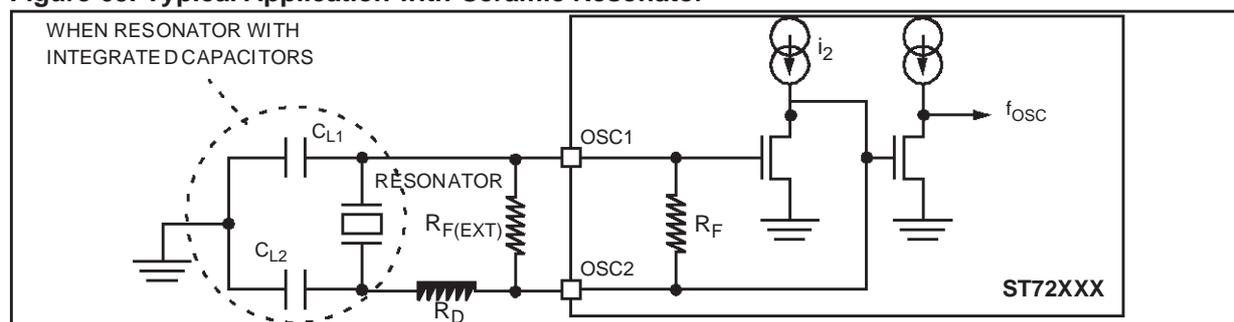 Figure 63. Typical Application with Ceramic Resonator
WHEN RESONATOR WITH
INTEGRATED CAPACITORS
i2
fOSC
CL1
OSC1
RESONATOR
RF(EXT)
RF
CL2
OSC2
RD
ST72XXX